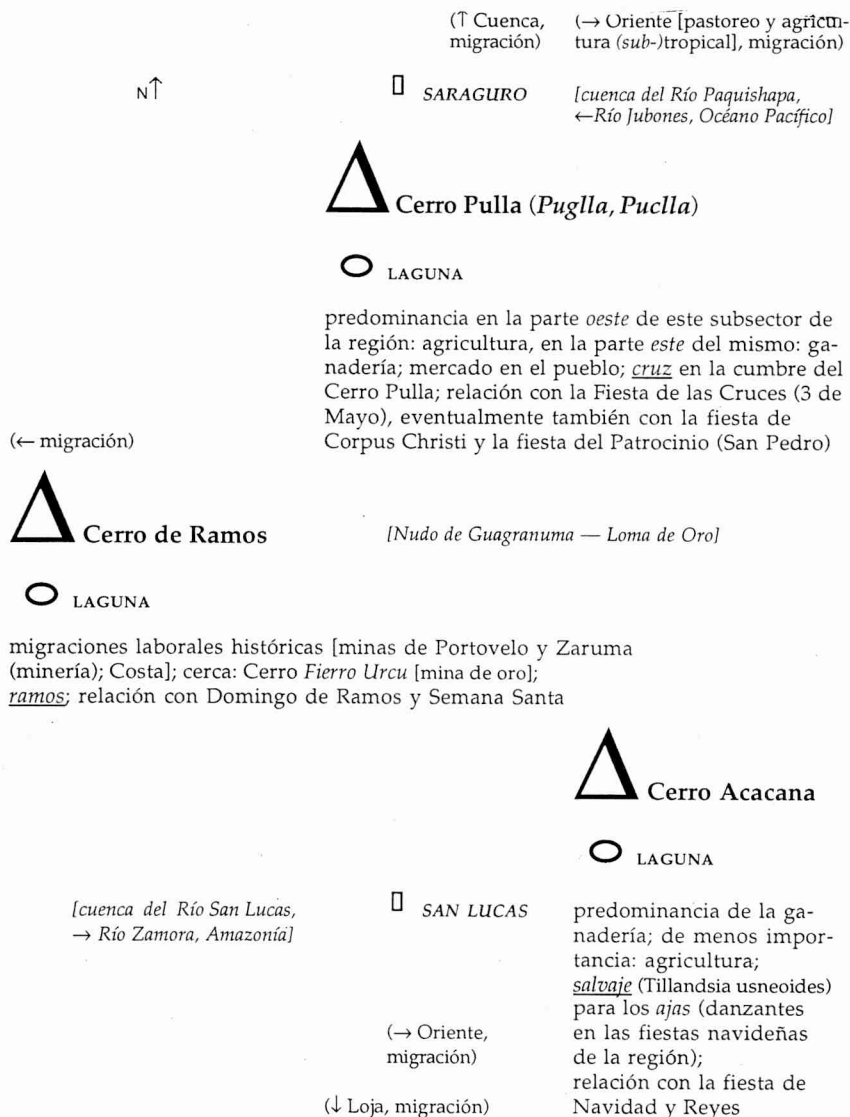 (↑ Cuenca,
migración)
(→ Oriente [pastoreo y agricul-
tura (sub-)tropical], migración)
N↑
SARAGURO
[cuenca del Río Paquishapa,
←Río Jubones, Océano Pacífico]
Cerro Pulla (Puglla, Puclla)
LAGUNA
predominancia en la parte oeste de este subsector de
la región: agricultura, en la parte este del mismo: ga-
nadería; mercado en el pueblo; cruz en la cumbre del
Cerro Pulla; relación con la Fiesta de las Cruces (3 de
Mayo), eventualmente también con la fiesta de
Corpus Christi y la fiesta del Patrocinio (San Pedro)
(← migración)
Cerro de Ramos
[Nudo de Guagranuma — Loma de Oro]
LAGUNA
migraciones laborales históricas [minas de Portovelo y Zaruma
(minería); Costa]; cerca: Cerro Fierro Urcu [mina de oro];
ramos; relación con Domingo de Ramos y Semana Santa
Cerro Acacana
LAGUNA
[cuenca del Río San Lucas,
→ Río Zamora, Amazonía]
SAN LUCAS
predominancia de la ga-
nadería; de menos impor-
tancia: agricultura;
salvaje (Tillandsia usneoides)
para los ajas (danzantes
en las fiestas navideñas
de la región);
relación con la fiesta de
Navidad y Reyes
(→ Oriente,
migración)
(↓ Loja, migración)